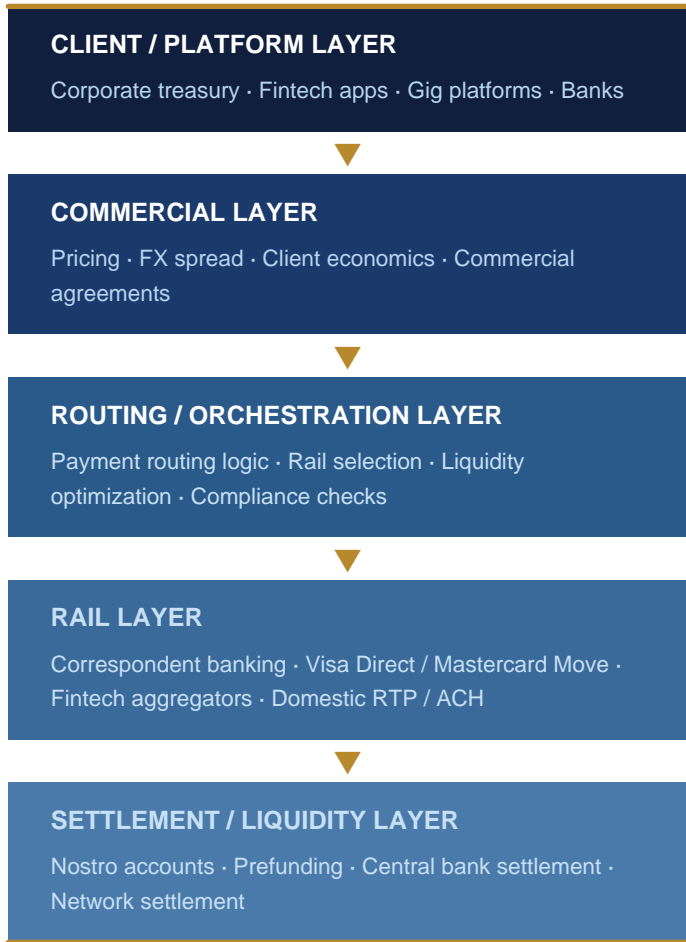 CLIENT / PLATFORM LAYER
Corporate treasury · Fintech apps · Gig platforms · Banks
COMMERCIAL LAYER
Pricing · FX spread · Client economics · Commercial
agreements
ROUTING / ORCHESTRATION LAYER
Payment routing logic · Rail selection · Liquidity
optimization · Compliance checks
RAIL LAYER
Correspondent banking · Visa Direct / Mastercard Move ·
Fintech aggregators · Domestic RTP / ACH
SETTLEMENT / LIQUIDITY LAYER
Nostro accounts · Prefunding · Central bank settlement ·
Network settlement